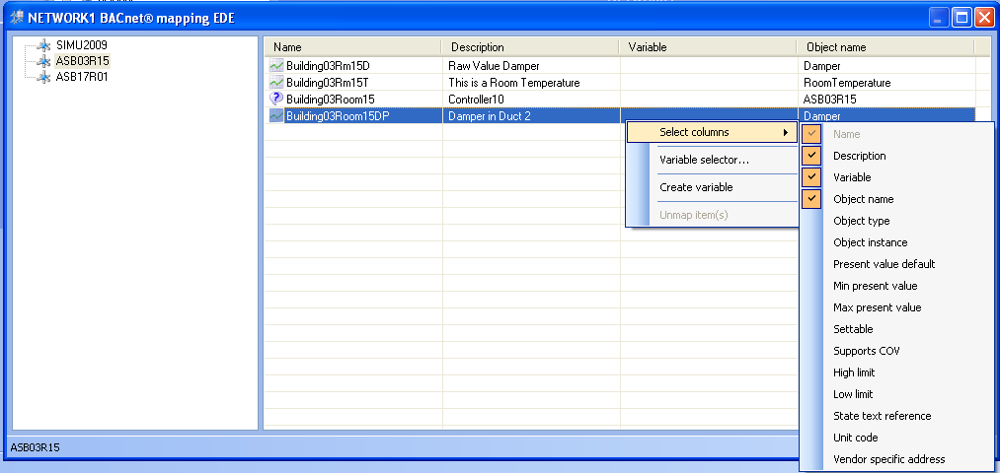 NETWORK1 BACnet® mapping EDE
SIMU2009
ASB03R15
ASB17R01
Name Description Variable Object name
Building03Rm15D Raw Value Damper Damper
Building03Rm15T This is a Room Temperature RoomTemperature
Building03Room15 Controller10 ASB03R15
Building03Room15DP Damper in Duct 2 Damper
Select columns
Variable selector...
Create variable
Unmap item(s)
Name
Description
Variable
Object name
Object type
Object instance
Present value default
Min present value
Max present value
Settable
Supports COV
High limit
Low limit
State text reference
Unit code
Vendor specific address
ASB03R15